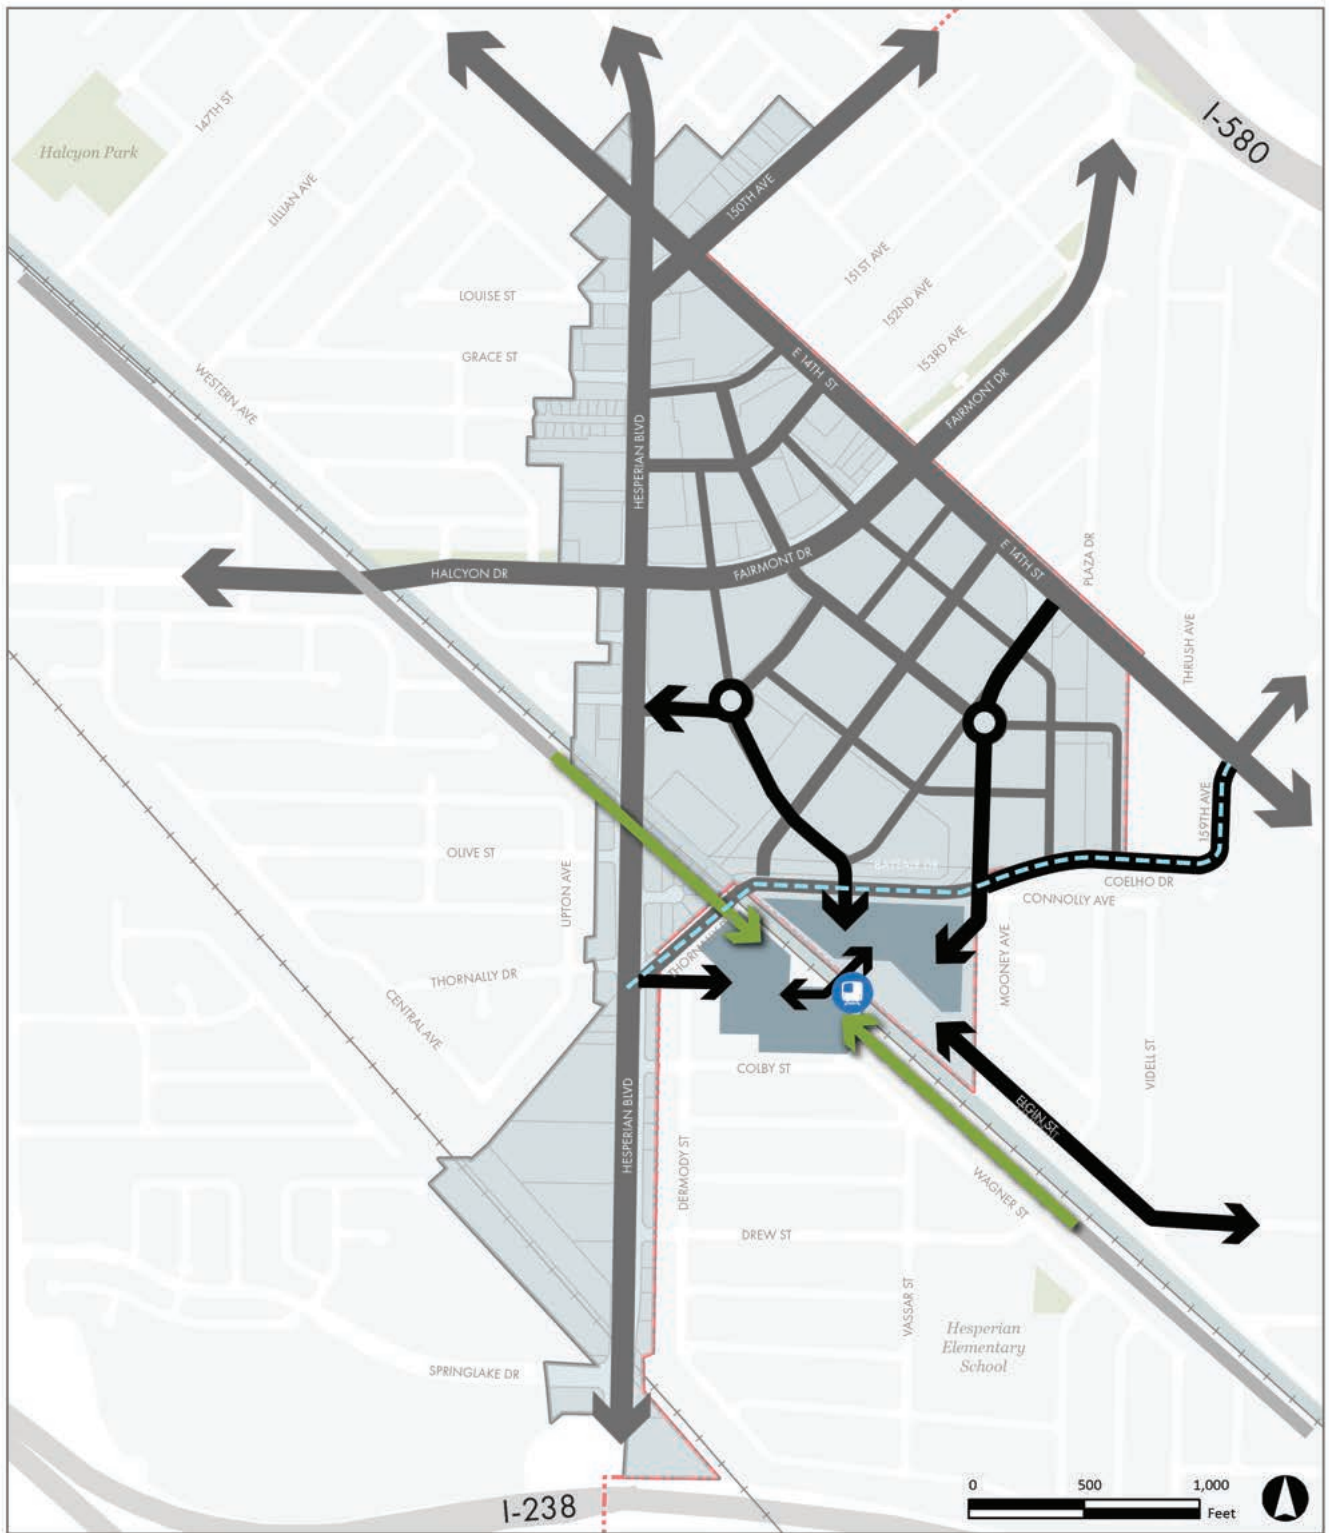 I-580
147TH ST
Halcyon Park
LILLIAN AVE
150TH AVE
151ST AVE
LOUISE ST
152ND AVE
153RD AVE
GRACE ST
E 14TH ST
WESTERN AVE
FAIRMONT DR
HESPERIAN BLVD
E 14TH ST
PLAZA DR
FAIRMONT DR
HALCYON DR
THRUSH AVE
159TH AVE
OLIVE ST
UPTON AVE
COELHO DR
CONNOLLY AVE
THORNALLY DR
MOONEY AVE
CENTRAL AVE
VIDELL ST
COLBY ST
HESPERIAN BLVD
ELGIN ST
DERMODY ST
WAGNER ST
DREW ST
VASSAR ST
Hesperian
Elementary
School
SPRINGLAKE DR
0 500 1,000
Feet
I-238